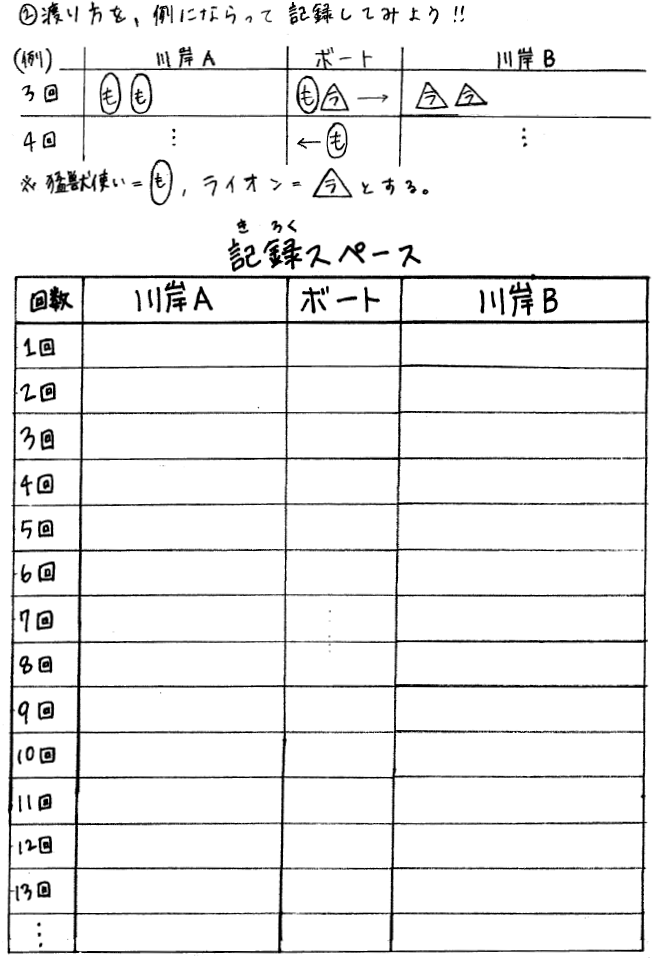 ②渡り方を、例にならって 記録してみよう!!
(例) 川岸A ボート 川岸B
3回 も も もラ→ ララ
4回 ⋮ ←も ⋮
※猛獣使い=も, ライオン=ラ とする。
きろく
記録スペース
回数 川岸A ボート 川岸B
1回
2回
3回
4回
5回
6回
7回
8回
9回
10回
11回
12回
13回
⋮